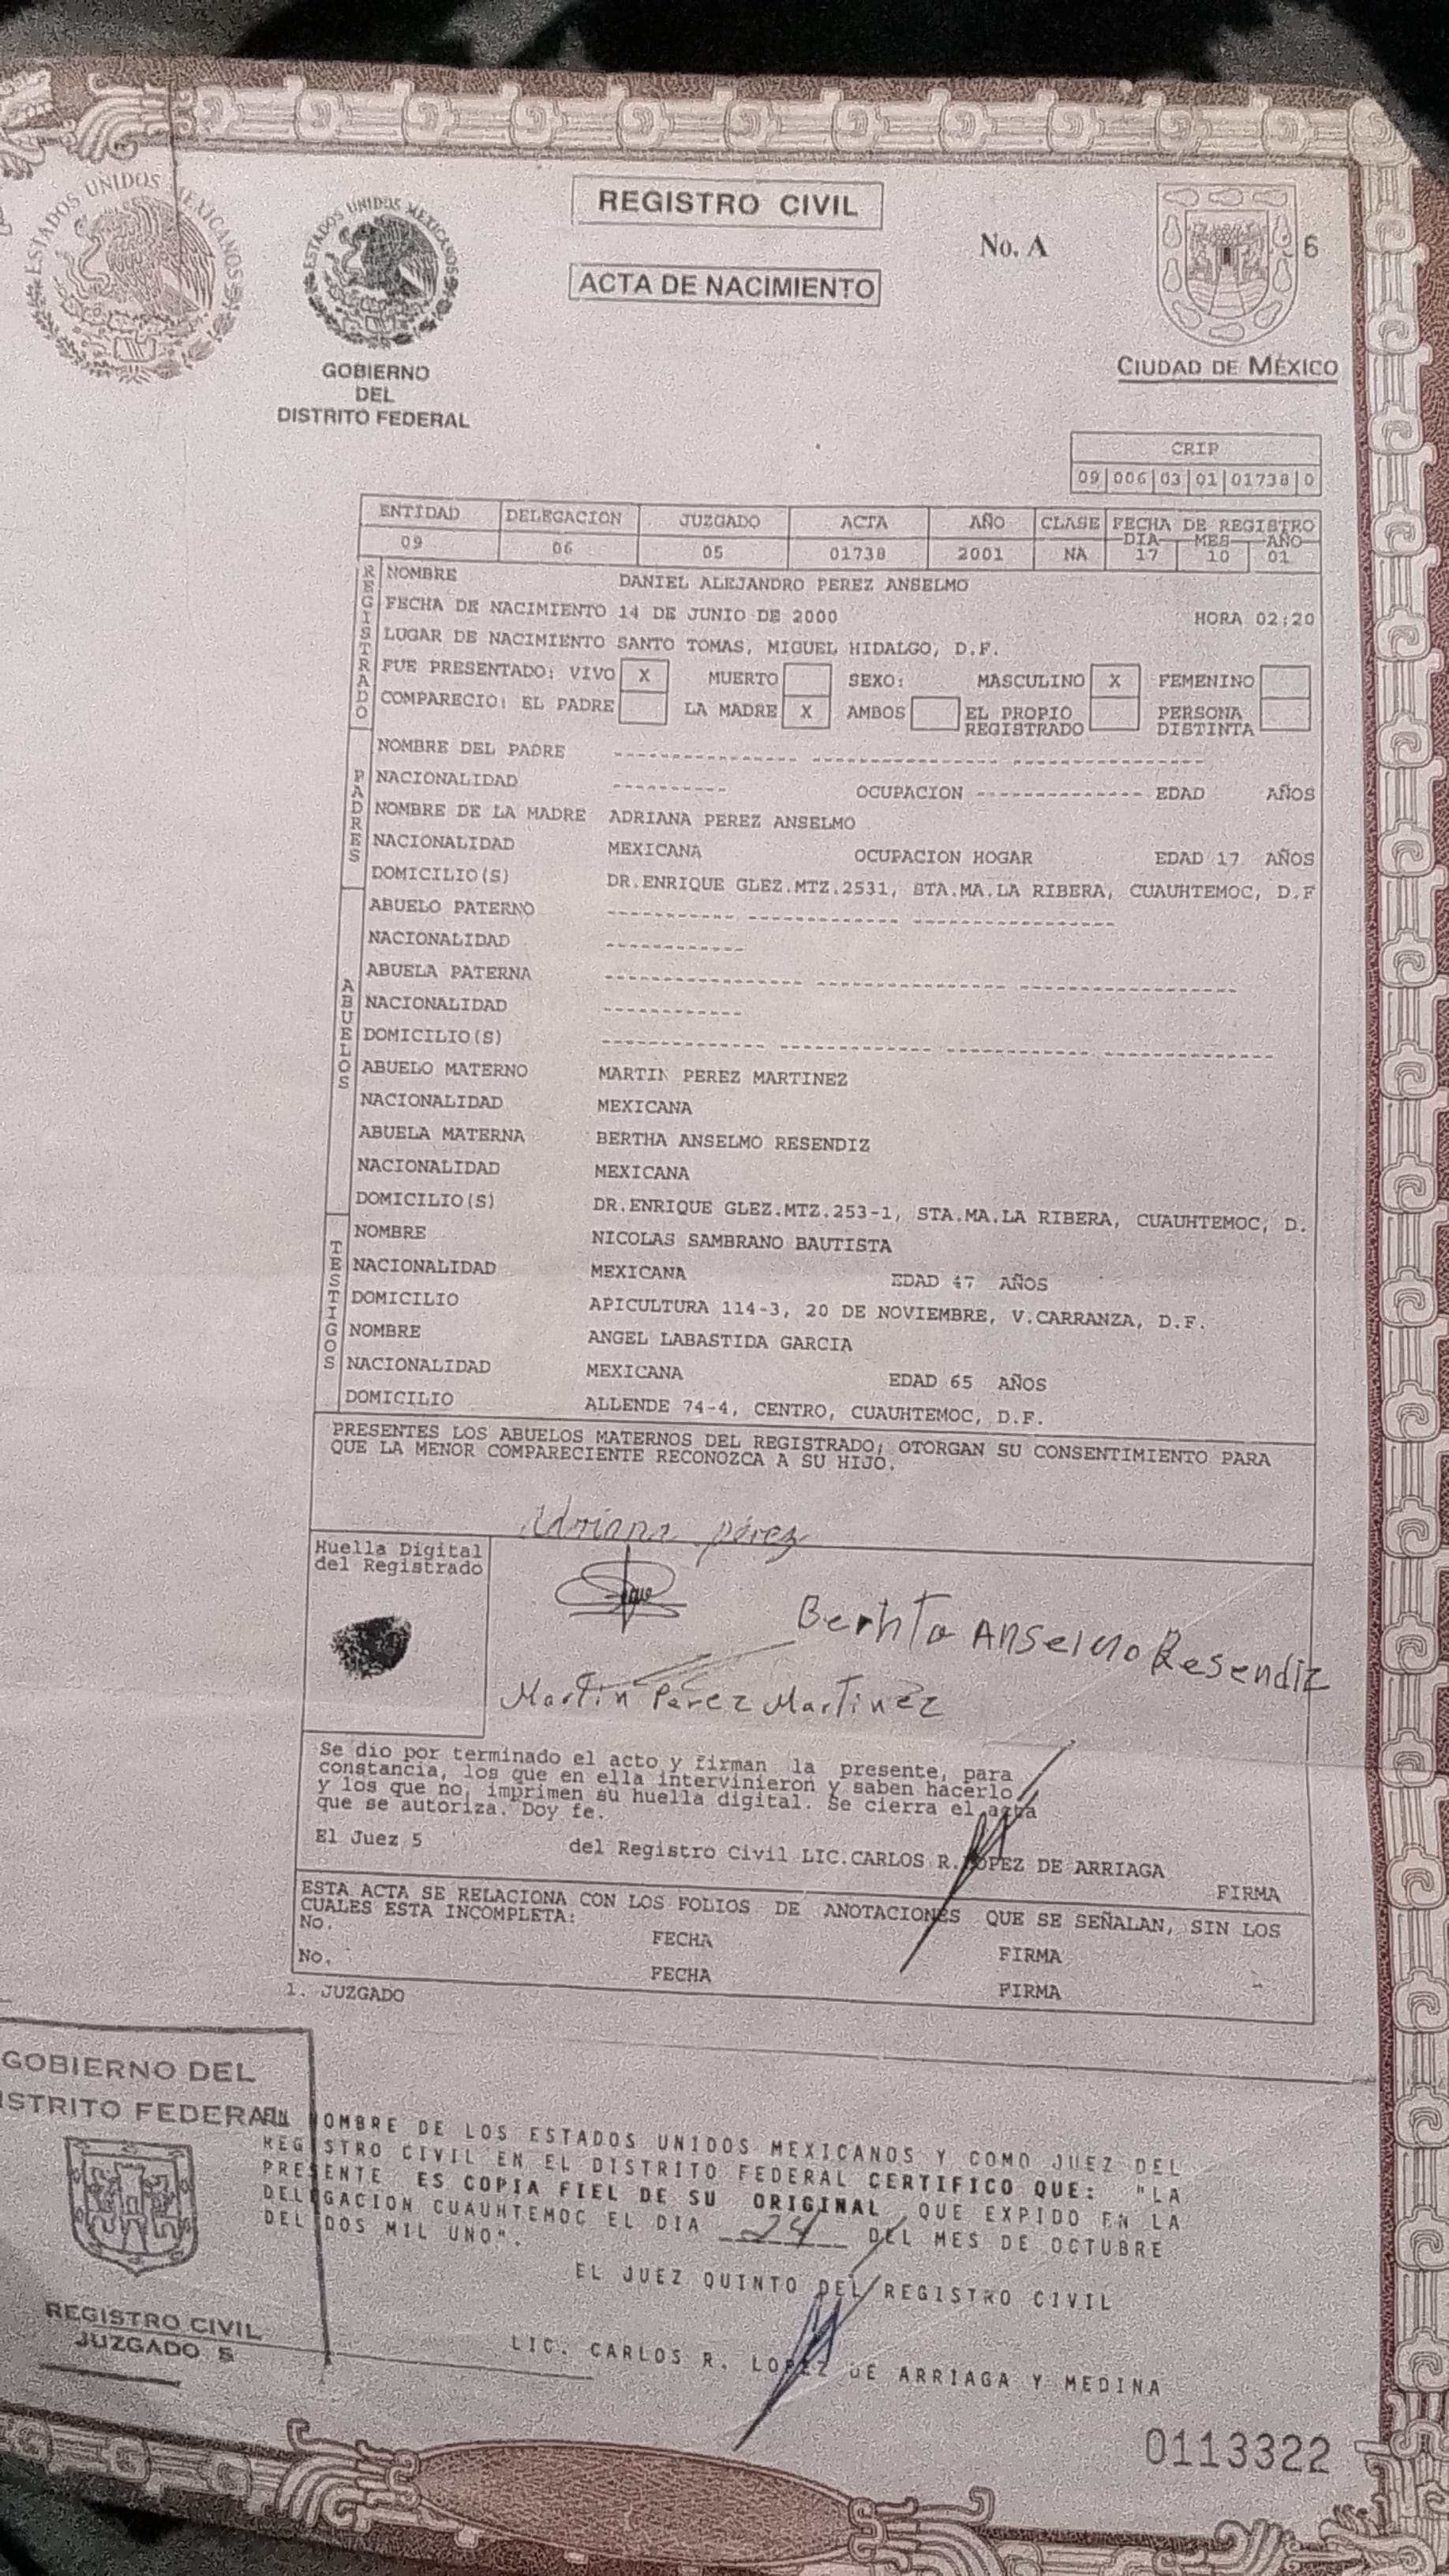 ESTADOS UNIDOS MEXICANOS
ESTADOS UNIDOS MEXICANOS
REGISTRO CIVIL
No. A
6
ACTA DE NACIMIENTO
GOBIERNO
DEL
DISTRITO FEDERAL
CIUDAD DE MÉXICO
CRIP
09 006 03 01 01738 0
ENTIDAD DELEGACION JUZGADO ACTA AÑO CLASE FECHA DE REGISTRO
DIA MES AÑO
09 06 05 01738 2001 NA 17 10 01
REGISTRADO
NOMBRE DANIEL ALEJANDRO PEREZ ANSELMO
FECHA DE NACIMIENTO 14 DE JUNIO DE 2000 HORA 02:20
LUGAR DE NACIMIENTO SANTO TOMAS, MIGUEL HIDALGO, D.F.
FUE PRESENTADO: VIVO X MUERTO SEXO: MASCULINO X FEMENINO
COMPARECIO: EL PADRE LA MADRE X AMBOS EL PROPIO REGISTRADO PERSONA DISTINTA
PADRES
NOMBRE DEL PADRE ---------------- ---------------- ----------------
NACIONALIDAD ---------- OCUPACION -------------- EDAD AÑOS
NOMBRE DE LA MADRE ADRIANA PEREZ ANSELMO
NACIONALIDAD MEXICANA OCUPACION HOGAR EDAD 17 AÑOS
DOMICILIO(S) DR.ENRIQUE GLEZ.MTZ.2531, STA.MA.LA RIBERA, CUAUHTEMOC, D.F
ABUELOS
ABUELO PATERNO ----------- ----------- ----------------
NACIONALIDAD ------------
ABUELA PATERNA ---------------- ---------------- ----------------
NACIONALIDAD ------------
DOMICILIO(S) -------------- -------------- -------------- --------------
ABUELO MATERNO MARTIN PEREZ MARTINEZ
NACIONALIDAD MEXICANA
ABUELA MATERNA BERTHA ANSELMO RESENDIZ
NACIONALIDAD MEXICANA
DOMICILIO(S) DR.ENRIQUE GLEZ.MTZ.253-1, STA.MA.LA RIBERA, CUAUHTEMOC, D.
TESTIGOS
NOMBRE NICOLAS SAMBRANO BAUTISTA
NACIONALIDAD MEXICANA EDAD 47 AÑOS
DOMICILIO APICULTURA 114-3, 20 DE NOVIEMBRE, V.CARRANZA, D.F.
NOMBRE ANGEL LABASTIDA GARCIA
NACIONALIDAD MEXICANA EDAD 65 AÑOS
DOMICILIO ALLENDE 74-4, CENTRO, CUAUHTEMOC, D.F.
PRESENTES LOS ABUELOS MATERNOS DEL REGISTRADO; OTORGAN SU CONSENTIMIENTO PARA
QUE LA MENOR COMPARECIENTE RECONOZCA A SU HIJO.
Adriana pérez
Huella Digital
del Registrado
Berhta Anselmo Resendiz
Martin Perez Martinez
Se dio por terminado el acto y firman la presente, para
constancia, los que en ella intervinieron y saben hacerlo
y los que no, imprimen su huella digital. Se cierra el acta
que se autoriza. Doy fe.
El Juez 5 del Registro Civil LIC.CARLOS R.LOPEZ DE ARRIAGA
FIRMA
ESTA ACTA SE RELACIONA CON LOS FOLIOS DE ANOTACIONES QUE SE SEÑALAN, SIN LOS
CUALES ESTA INCOMPLETA:
No. FECHA FIRMA
No. FECHA FIRMA
1. JUZGADO
GOBIERNO DEL
ISTRITO FEDERAL
REGISTRO CIVIL
JUZGADO 5
EN NOMBRE DE LOS ESTADOS UNIDOS MEXICANOS Y COMO JUEZ DEL
REGISTRO CIVIL EN EL DISTRITO FEDERAL CERTIFICO QUE: "LA
PRESENTE ES COPIA FIEL DE SU ORIGINAL, QUE EXPIDO EN LA
DELEGACION CUAUHTEMOC EL DIA 24 DEL MES DE OCTUBRE
DEL DOS MIL UNO".
EL JUEZ QUINTO DEL REGISTRO CIVIL
LIC. CARLOS R. LOPEZ DE ARRIAGA Y MEDINA
0113322